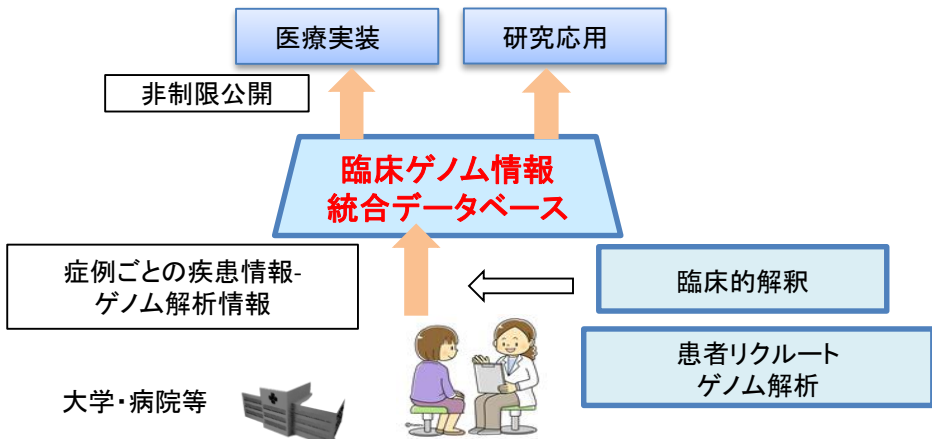 医療実装
研究応用
非制限公開
臨床ゲノム情報
統合データベース
症例ごとの疾患情報-
ゲノム解析情報
臨床的解釈
患者リクルート
ゲノム解析
大学・病院等